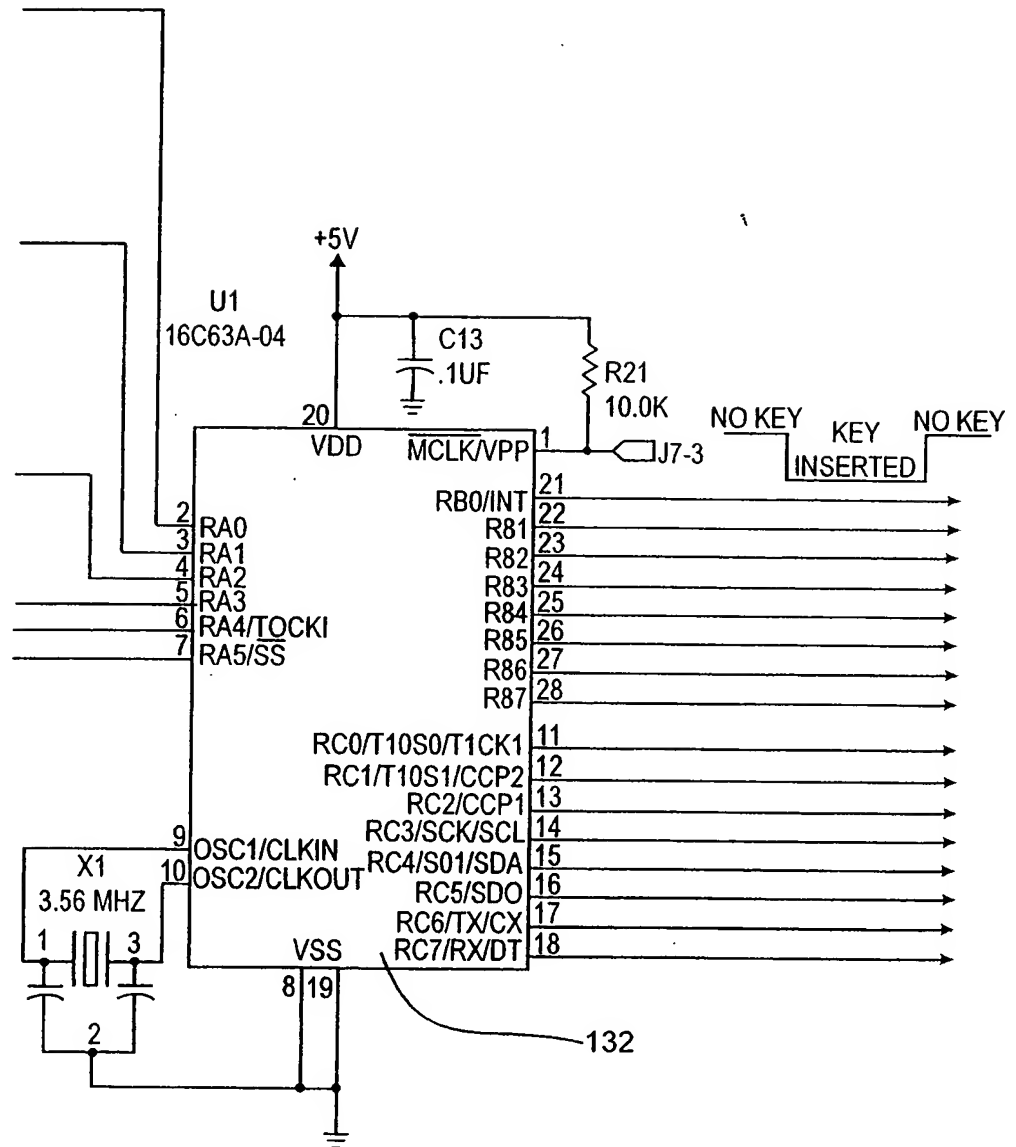 +5V
U1
16C63A-04
C13
.1UF
R21
10.0K
20
VDD
MCLK/VPP
1
J7-3
NO KEY
KEY
INSERTED
NO KEY
2
RA0
3
RA1
4
RA2
5
RA3
6
RA4/TOCKI
7
RA5/SS
RB0/INT
21
R81
22
R82
23
R83
24
R84
25
R85
26
R86
27
R87
28
RC0/T10S0/T1CK1
11
RC1/T10S1/CCP2
12
RC2/CCP1
13
RC3/SCK/SCL
14
RC4/S01/SDA
15
RC5/SDO
16
RC6/TX/CX
17
RC7/RX/DT
18
9
OSC1/CLKIN
10
OSC2/CLKOUT
X1
3.56 MHZ
1
3
2
VSS
8
19
132